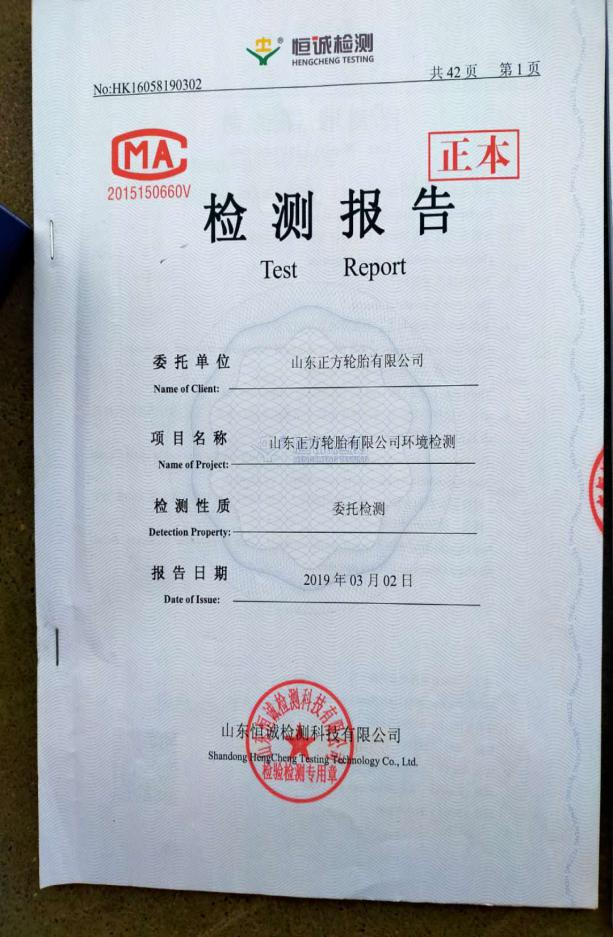 恒诚检测
HENGCHENG TESTING
No:HK16058190302
共 42 页 第 1 页
MA
2015150660V
正本
检测报告
Test Report
委托单位
山东正方轮胎有限公司
Name of Client:
项目名称
山东正方轮胎有限公司环境检测
Name of Project:
检测性质
委托检测
Detection Property:
报告日期
2019 年 03 月 02 日
Date of Issue:
山东恒诚检测科技有限公司
山东恒诚检测科技有限公司
Shandong HengCheng Testing Technology Co., Ltd.
检验检测专用章